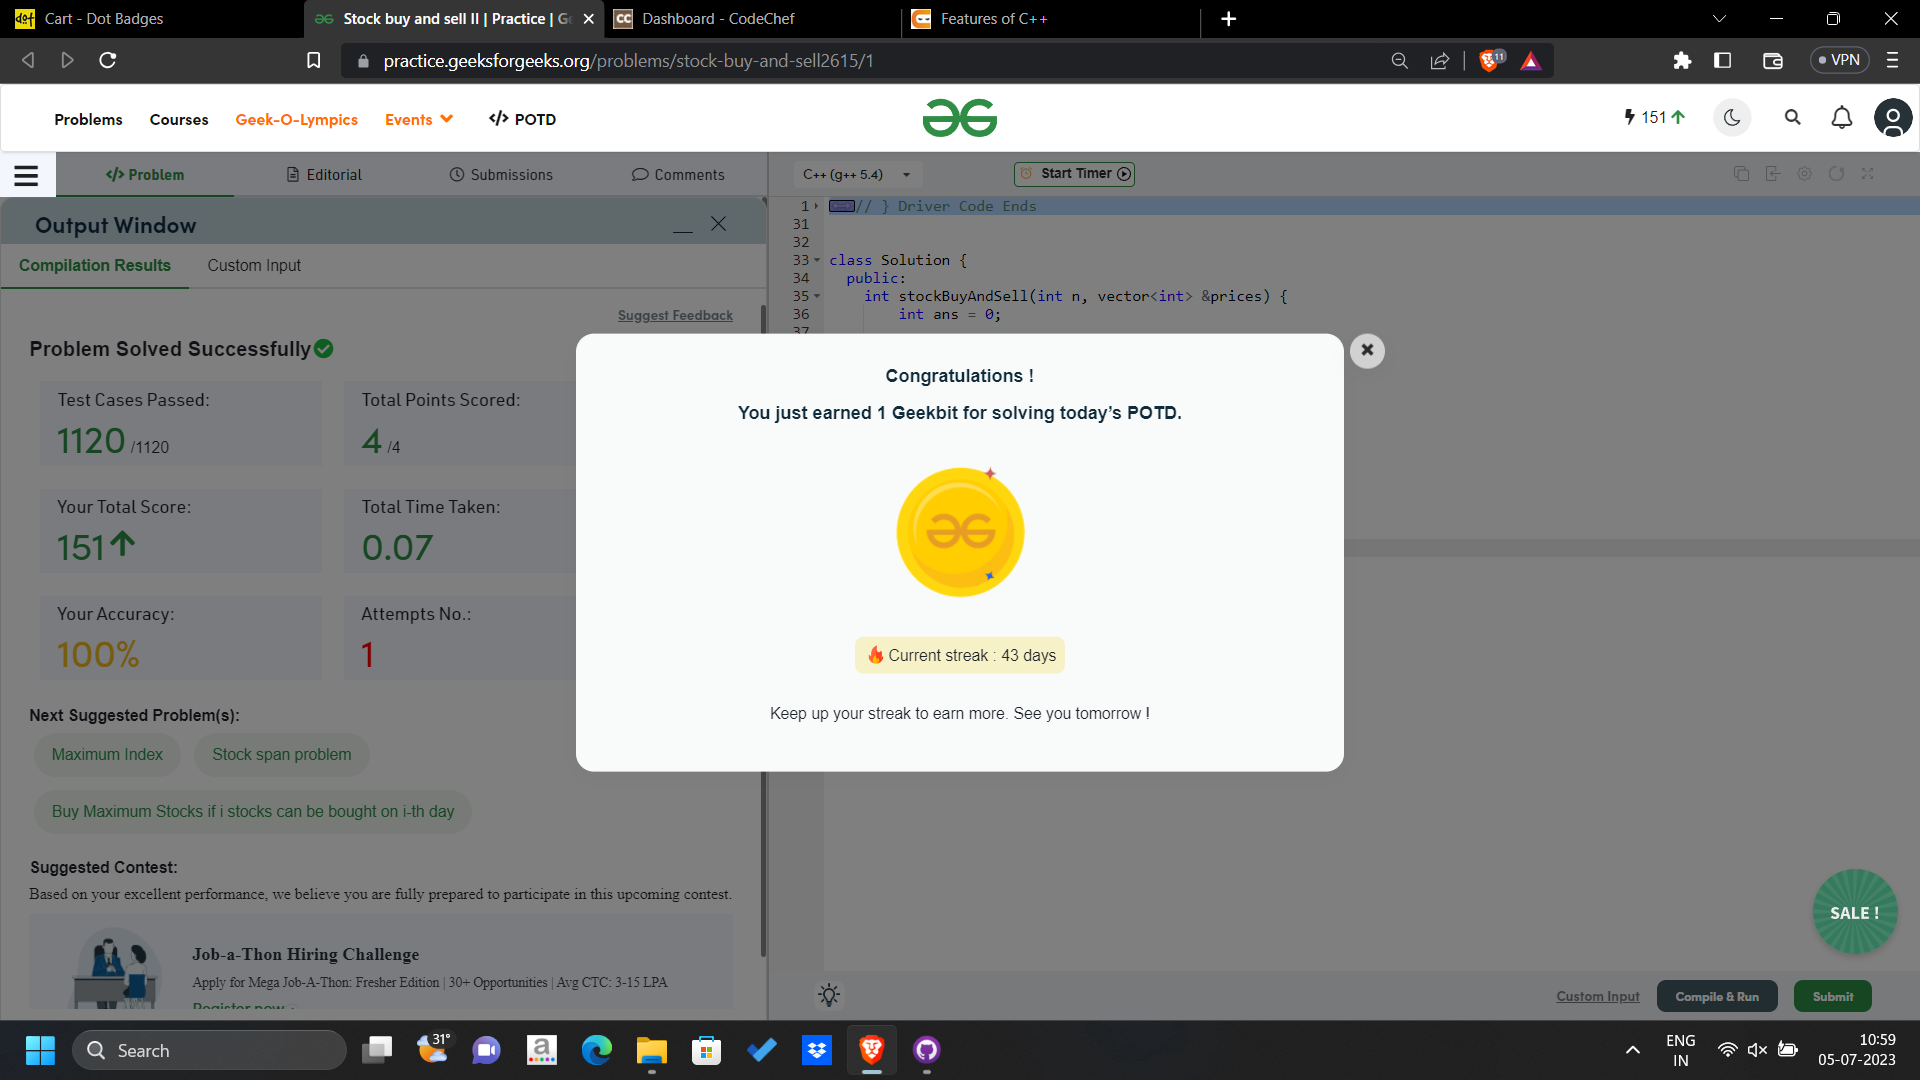 Cart - Dot Badges
Stock buy and sell II | Practice | G
Dashboard - CodeChef
Features of C++
practice.geeksforgeeks.org/problems/stock-buy-and-sell2615/1
11
VPN
Problems
Courses
Geek-O-Lympics
Events
</> POTD
151
</> Problem
Editorial
Submissions
Comments
C++ (g++ 5.4)
Start Timer
Output Window
Compilation Results
Custom Input
Suggest Feedback
Problem Solved Successfully
Test Cases Passed:
1120 /1120
Total Points Scored:
4 /4
Your Total Score:
151
Total Time Taken:
0.07
Your Accuracy:
100%
Attempts No.:
1
Next Suggested Problem(s):
Maximum Index
Stock span problem
Buy Maximum Stocks if i stocks can be bought on i-th day
Suggested Contest:
Based on your excellent performance, we believe you are fully prepared to participate in this upcoming contest.
Job-a-Thon Hiring Challenge
Apply for Mega Job-A-Thon: Fresher Edition | 30+ Opportunities | Avg CTC: 3-15 LPA
Register now
1 // } Driver Code Ends
31
32
33 class Solution {
34 public:
35 int stockBuyAndSell(int n, vector<int> &prices) {
36 int ans = 0;
37
Congratulations !
You just earned 1 Geekbit for solving today’s POTD.
Current streak : 43 days
Keep up your streak to earn more. See you tomorrow !
SALE !
Custom Input
Compile & Run
Submit
Search
31°
ENG
IN
10:59
05-07-2023